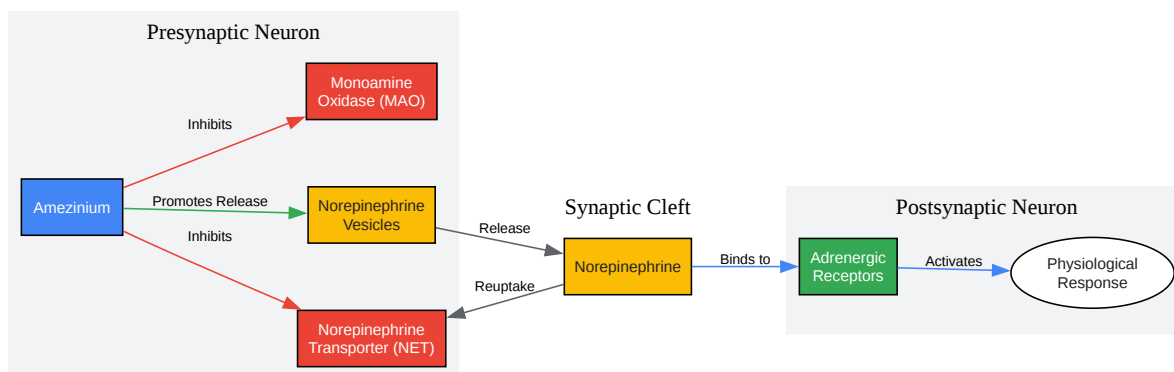 Presynaptic Neuron
Monoamine
Oxidase (MAO)
Inhibits
Amezinium
Promotes Release
Norepinephrine
Vesicles
Inhibits
Norepinephrine
Transporter (NET)
Release
Reuptake
Synaptic Cleft
Norepinephrine
Binds to
Postsynaptic Neuron
Adrenergic
Receptors
Activates
Physiological
Response